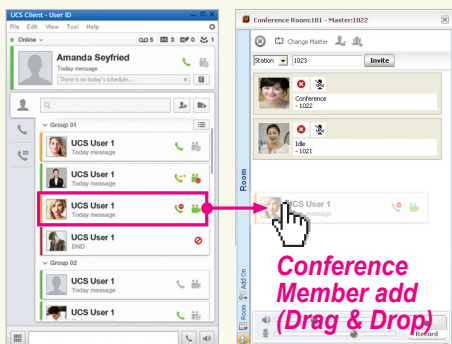 UCS Client - User ID
File Edit View Tool Help
Online
5 3 0 1
Amanda Seyfried
Today message
There is no today's schedule...
Group 01
UCS User 1
Today message
UCS User 1
Today message
UCS User 1
Today message
UCS User 1
DND
Group 02
UCS User 1
Today message
UCS User 1
Today message
Conference Room:101 - Master:1022
Change Master
Station 1023 Invite
Conference
- 1022
Idle
- 1021
Room
UCS User 1
Today message
Conference
Member add
(Drag & Drop)
Room Add On
Record